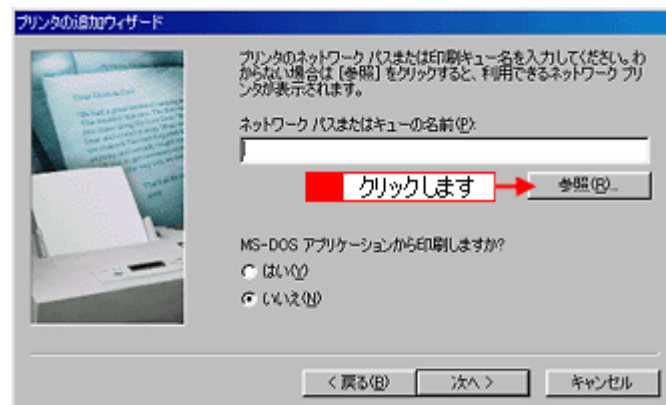 プリンタの追加ウィザード
プリンタのネットワーク パスまたは印刷キュー名を入力してください。わ
からない場合は [参照] をクリックすると、利用できるネットワーク プリ
ンタが表示されます。
ネットワーク パスまたはキューの名前(P):
クリックします
参照(R)...
MS-DOS アプリケーションから印刷しますか?
はい(Y)
いいえ(N)
< 戻る(B)
次へ >
キャンセル